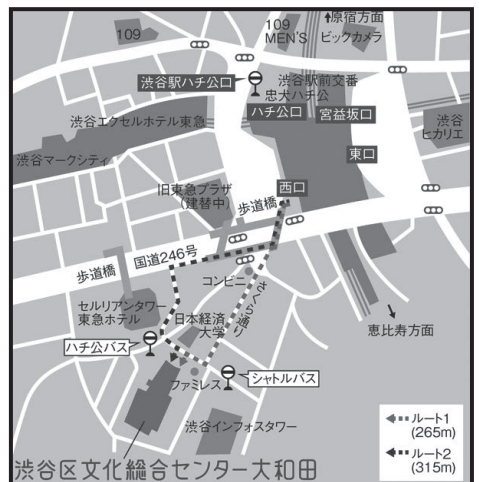 ↑原宿方面
109
109
MEN'S
ビックカメラ
渋谷駅ハチ公口
渋谷駅前交番
忠犬ハチ公
ハチ公口
宮益坂口
渋谷エクセルホテル東急
渋谷
ヒカリエ
渋谷マークシティ
東口
西口
旧東急プラザ
(建替中)
歩道橋
国道246号
歩道橋
コンビニ
さくら通り
セルリアンタワー
東急ホテル
日本経済
大学
恵比寿方面
ハチ公バス
シャトルバス
ファミレス
渋谷インフォスタワー
ルート1
(265m)
ルート2
(315m)
渋谷区文化総合センター大和田